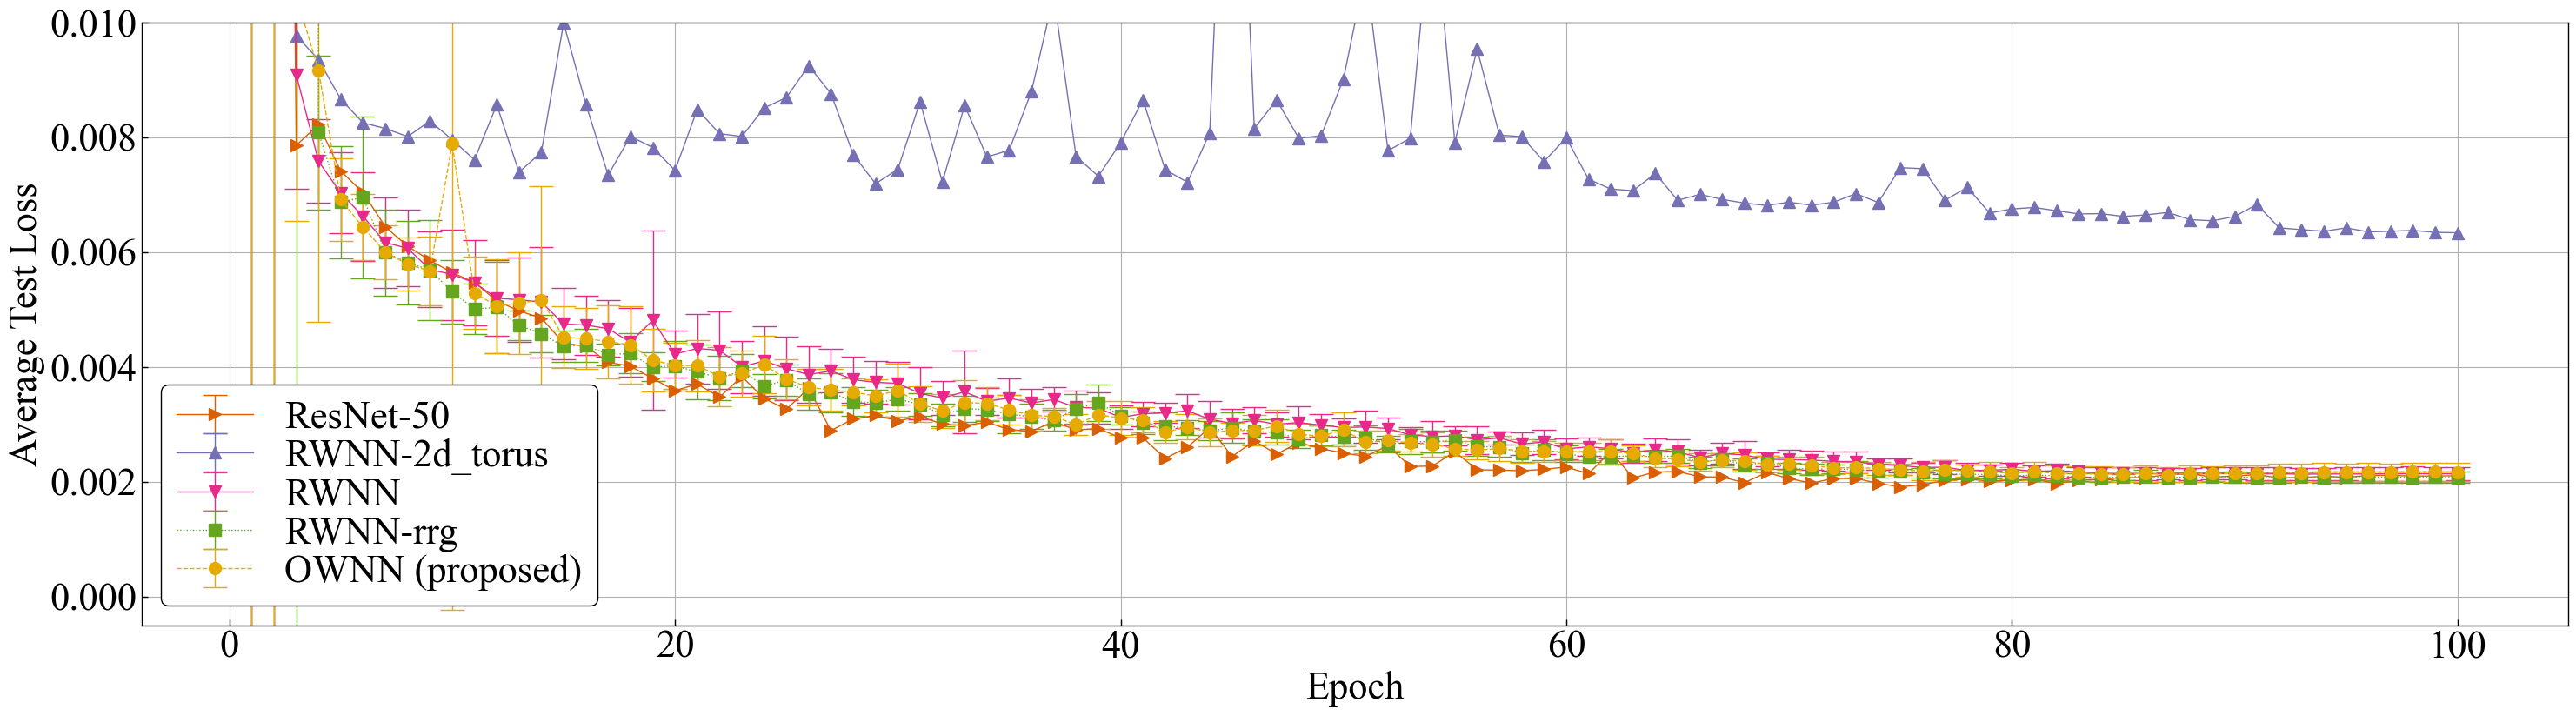 0.010
0.008
0.006
0.004
0.002
0.000
Average Test Loss
ResNet-50
RWNN-2d_torus
RWNN
RWNN-rrg
OWNN (proposed)
0 20 40 60 80 100
Epoch